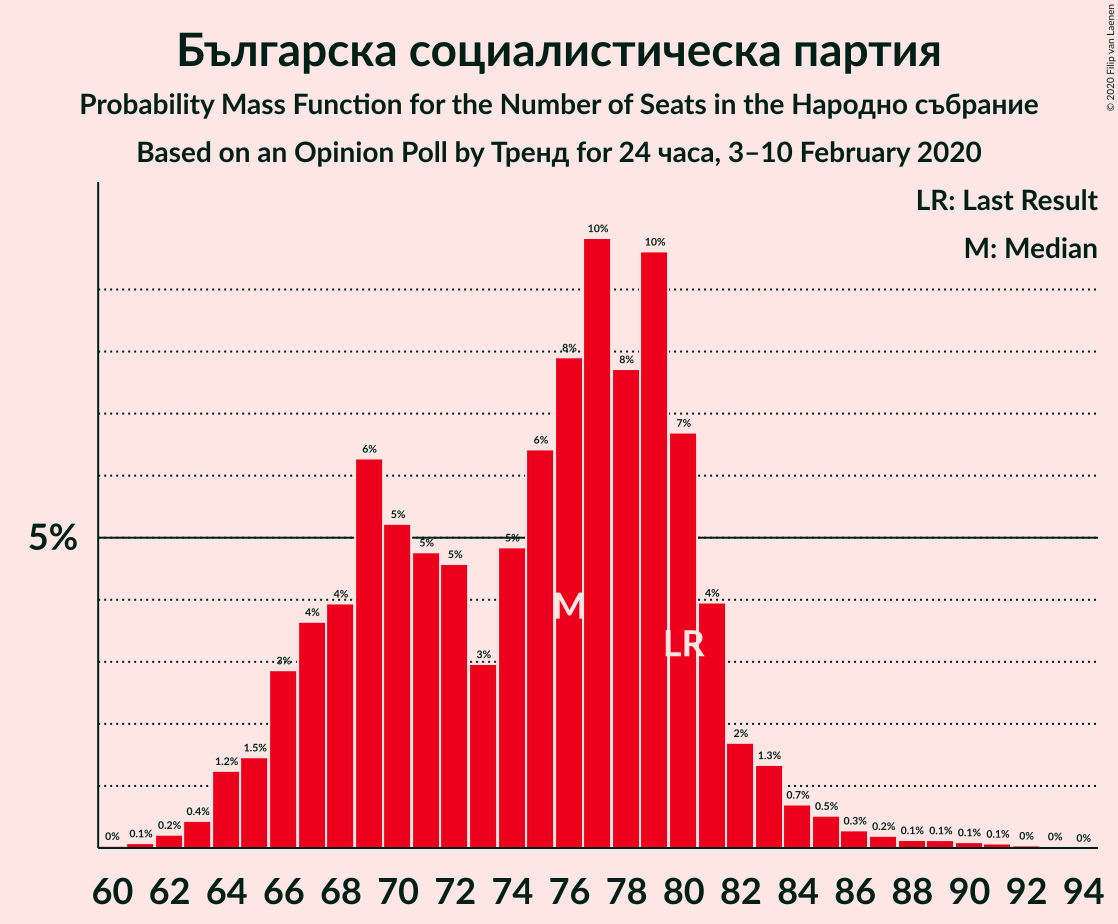 Българска социалистическа партия
Probability Mass Function for the Number of Seats in the Народно събрание
Based on an Opinion Poll by Тренд for 24 часа, 3–10 February 2020
© 2020 Filip van Laenen
LR: Last Result
M: Median
5%
0% 0.1% 0.2% 0.4% 1.2% 1.5% 3% 4% 4% 6% 5% 5% 5% 3% 5% 6% 8% 10% 8% 10% 7% 4% 2% 1.3% 0.7% 0.5% 0.3% 0.2% 0.1% 0.1% 0.1% 0.1% 0% 0% 0%
M
LR
60 62 64 66 68 70 72 74 76 78 80 82 84 86 88 90 92 94